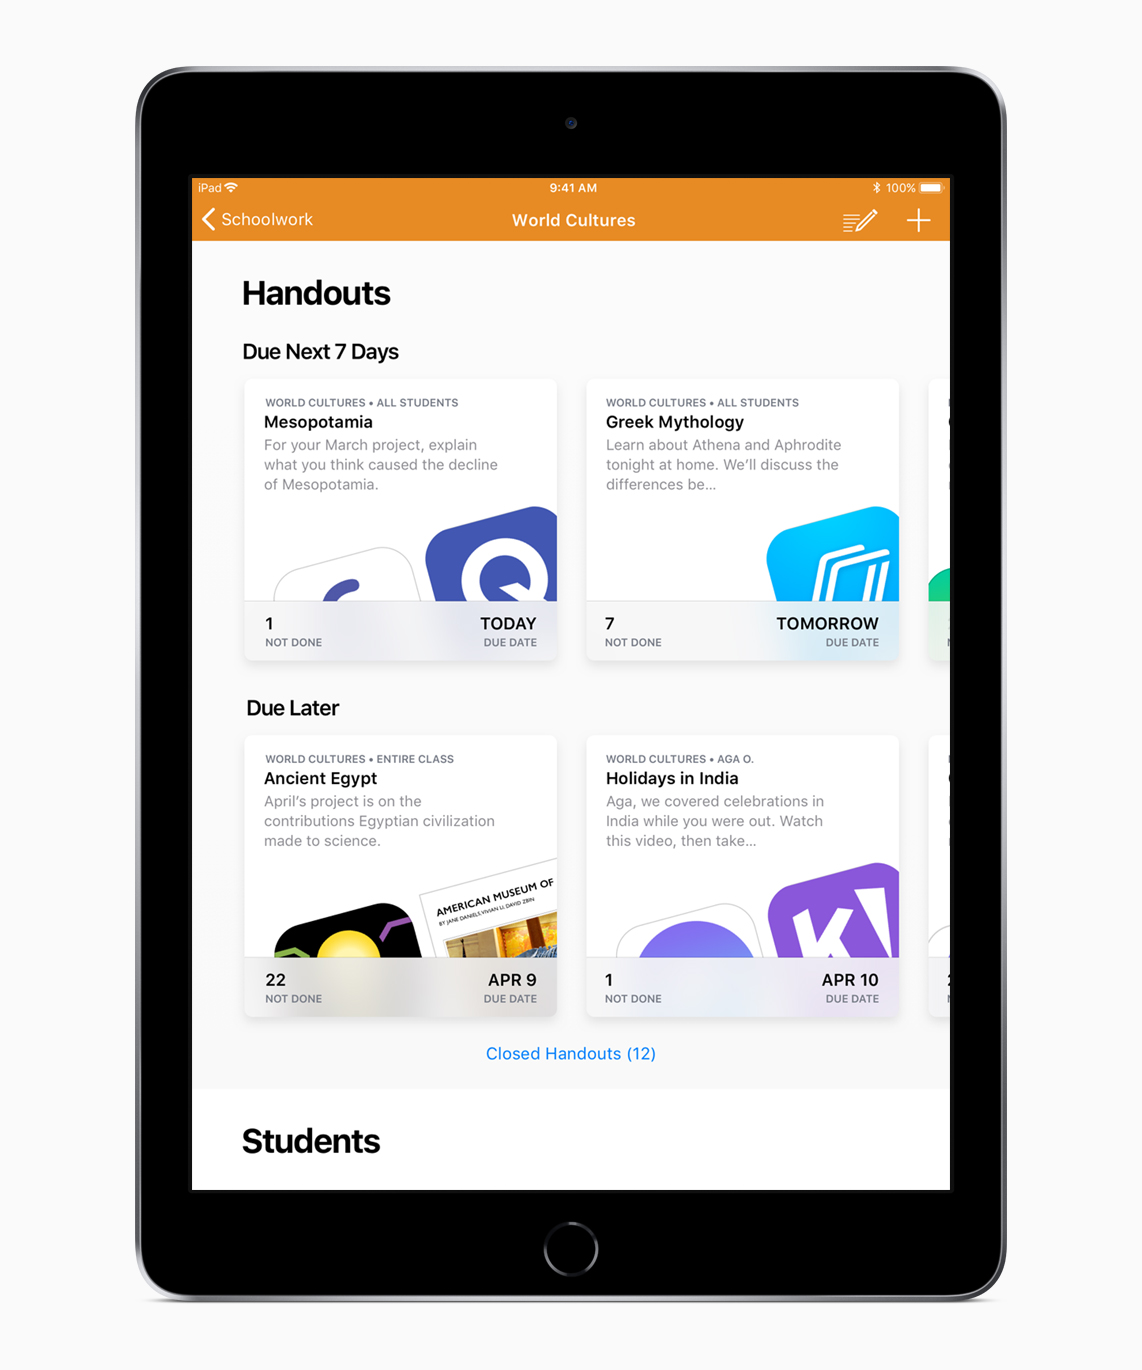 iPad
9:41 AM
100%
Schoolwork
World Cultures
Handouts
Due Next 7 Days
WORLD CULTURES • ALL STUDENTS
Mesopotamia
For your March project, explain
what you think caused the decline
of Mesopotamia.
1
NOT DONE
TODAY
DUE DATE
WORLD CULTURES • ALL STUDENTS
Greek Mythology
Learn about Athena and Aphrodite
tonight at home. We’ll discuss the
differences be...
7
NOT DONE
TOMORROW
DUE DATE
Due Later
WORLD CULTURES • ENTIRE CLASS
Ancient Egypt
April’s project is on the
contributions Egyptian civilization
made to science.
AMERICAN MUSEUM OF
BY JANE DANIELS, VIVIAN LI, DAVID ZBIN
22
NOT DONE
APR 9
DUE DATE
WORLD CULTURES • AGA O.
Holidays in India
Aga, we covered celebrations in
India while you were out. Watch
this video, then take...
K!
1
NOT DONE
APR 10
DUE DATE
Closed Handouts (12)
Students